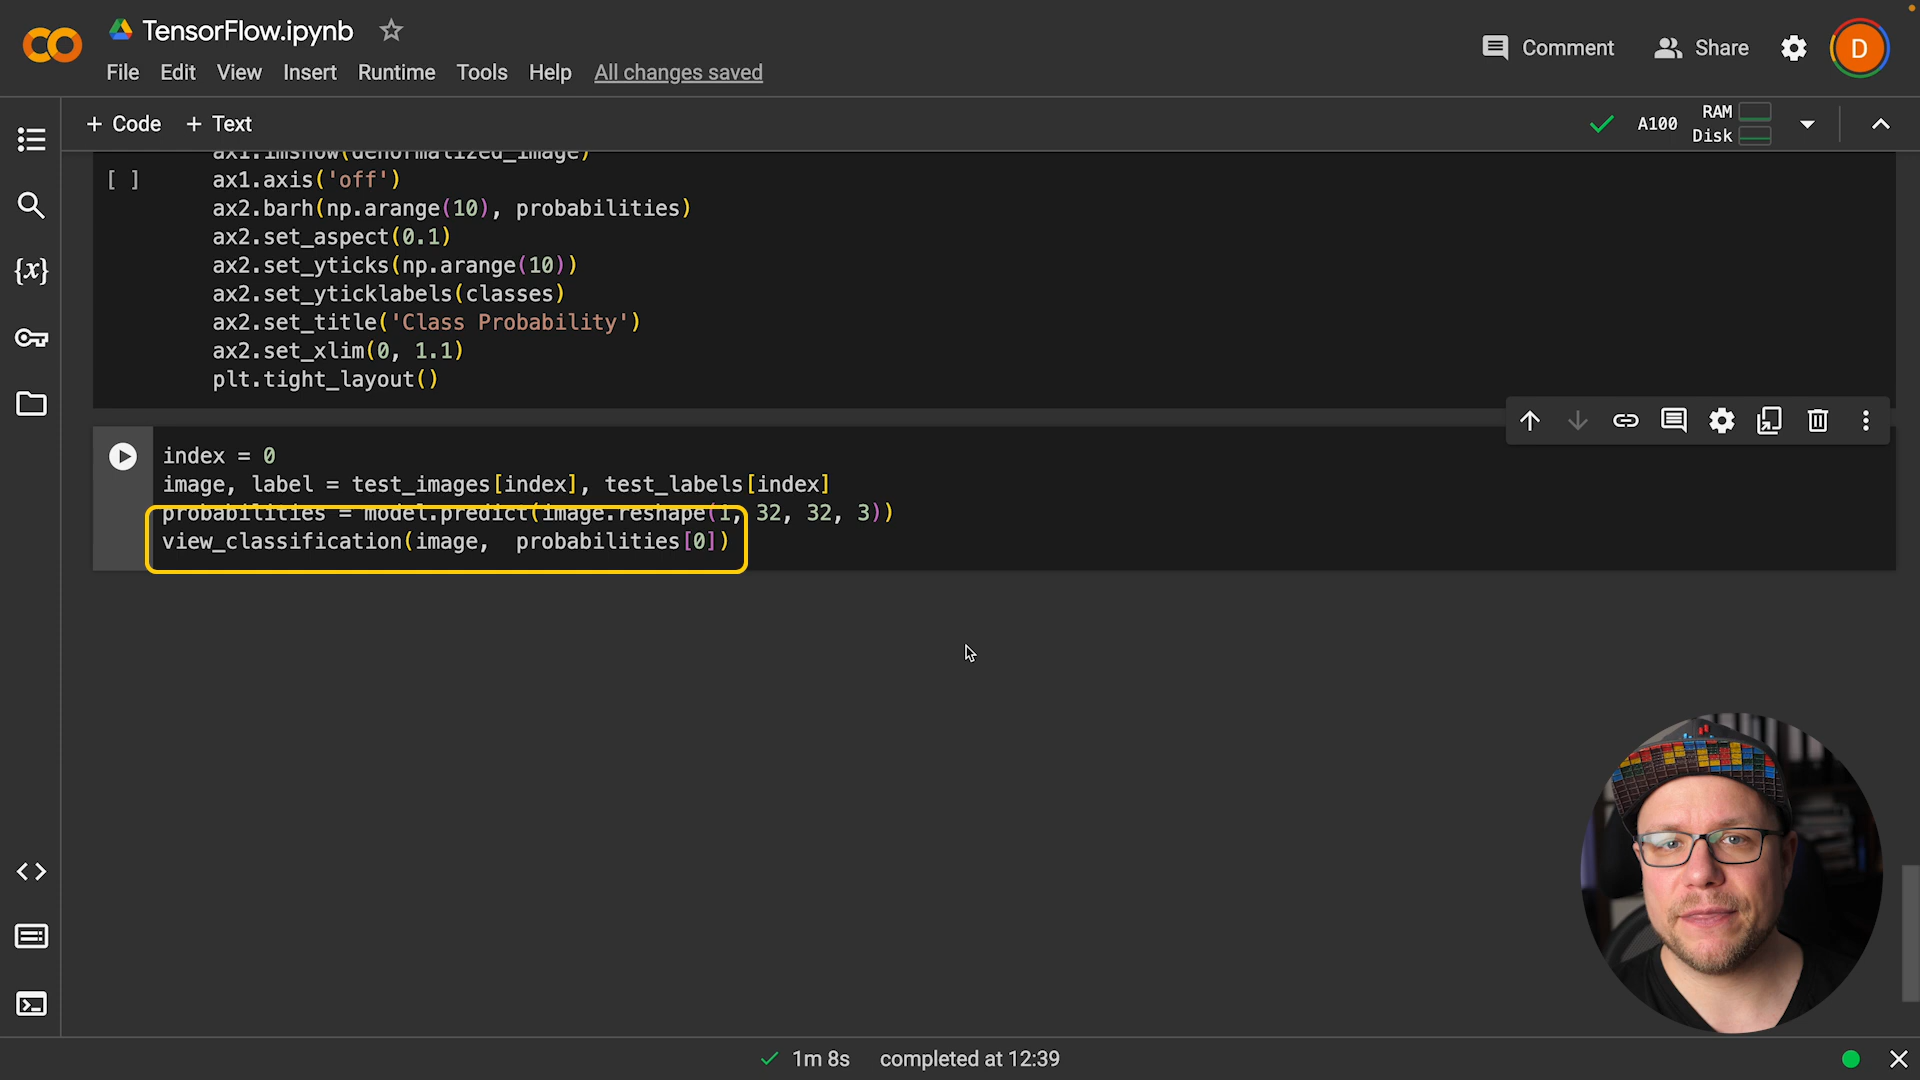 TensorFlow.ipynb
File Edit View Insert Runtime Tools Help All changes saved
Comment Share D
+ Code + Text
A100 RAM Disk
ax1.imshow(denormalized_image)
[ ] ax1.axis('off')
ax2.barh(np.arange(10), probabilities)
ax2.set_aspect(0.1)
ax2.set_yticks(np.arange(10))
ax2.set_yticklabels(classes)
ax2.set_title('Class Probability')
ax2.set_xlim(0, 1.1)
plt.tight_layout()
index = 0
image, label = test_images[index], test_labels[index]
probabilities = model.predict(image.reshape(1, 32, 32, 3))
view_classification(image,  probabilities[0])
{x}
1m 8s completed at 12:39